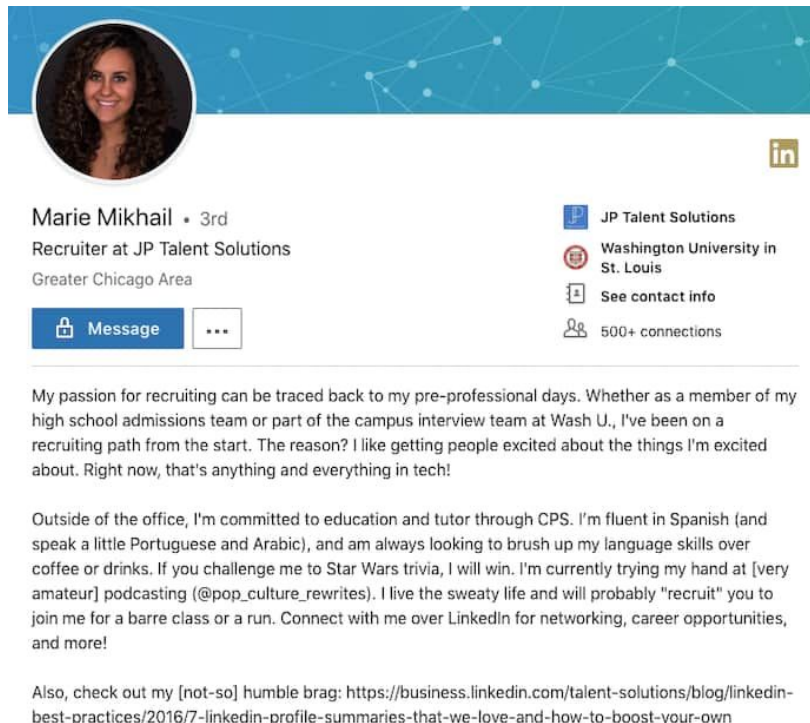 in
Marie Mikhail • 3rd
Recruiter at JP Talent Solutions
Greater Chicago Area
Message
...
JP
JP Talent Solutions
Washington University in
St. Louis
See contact info
500+ connections
My passion for recruiting can be traced back to my pre-professional days. Whether as a member of my
high school admissions team or part of the campus interview team at Wash U., I've been on a
recruiting path from the start. The reason? I like getting people excited about the things I'm excited
about. Right now, that's anything and everything in tech!
Outside of the office, I'm committed to education and tutor through CPS. I'm fluent in Spanish (and
speak a little Portuguese and Arabic), and am always looking to brush up my language skills over
coffee or drinks. If you challenge me to Star Wars trivia, I will win. I'm currently trying my hand at [very
amateur] podcasting (@pop_culture_rewrites). I live the sweaty life and will probably "recruit" you to
join me for a barre class or a run. Connect with me over LinkedIn for networking, career opportunities,
and more!
Also, check out my [not-so] humble brag: https://business.linkedin.com/talent-solutions/blog/linkedin-
best-practices/2016/7-linkedin-profile-summaries-that-we-love-and-how-to-boost-your-own